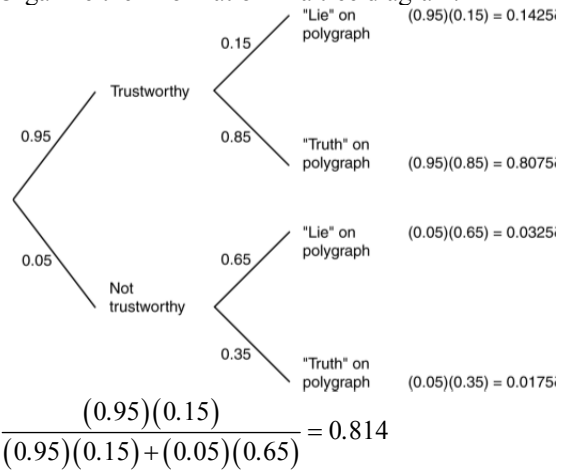 "Lie" on (0.95)(0.15) = 0.1425
polygraph
0.15
Trustworthy
0.95
0.85
"Truth" on
polygraph (0.95)(0.85) = 0.8075
"Lie" on (0.05)(0.65) = 0.0325
polygraph
0.05
0.65
Not
trustworthy
0.35
"Truth" on
polygraph (0.05)(0.35) = 0.0175
(0.95)(0.15)
(0.95)(0.15)+(0.05)(0.65) = 0.814